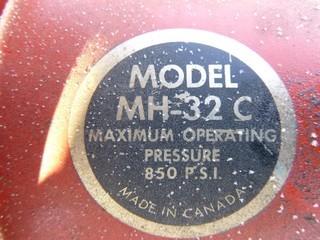 MODEL
MH-32 C
MAXIMUM OPERATING
PRESSURE
850 P.S.I.
MADE IN CANADA